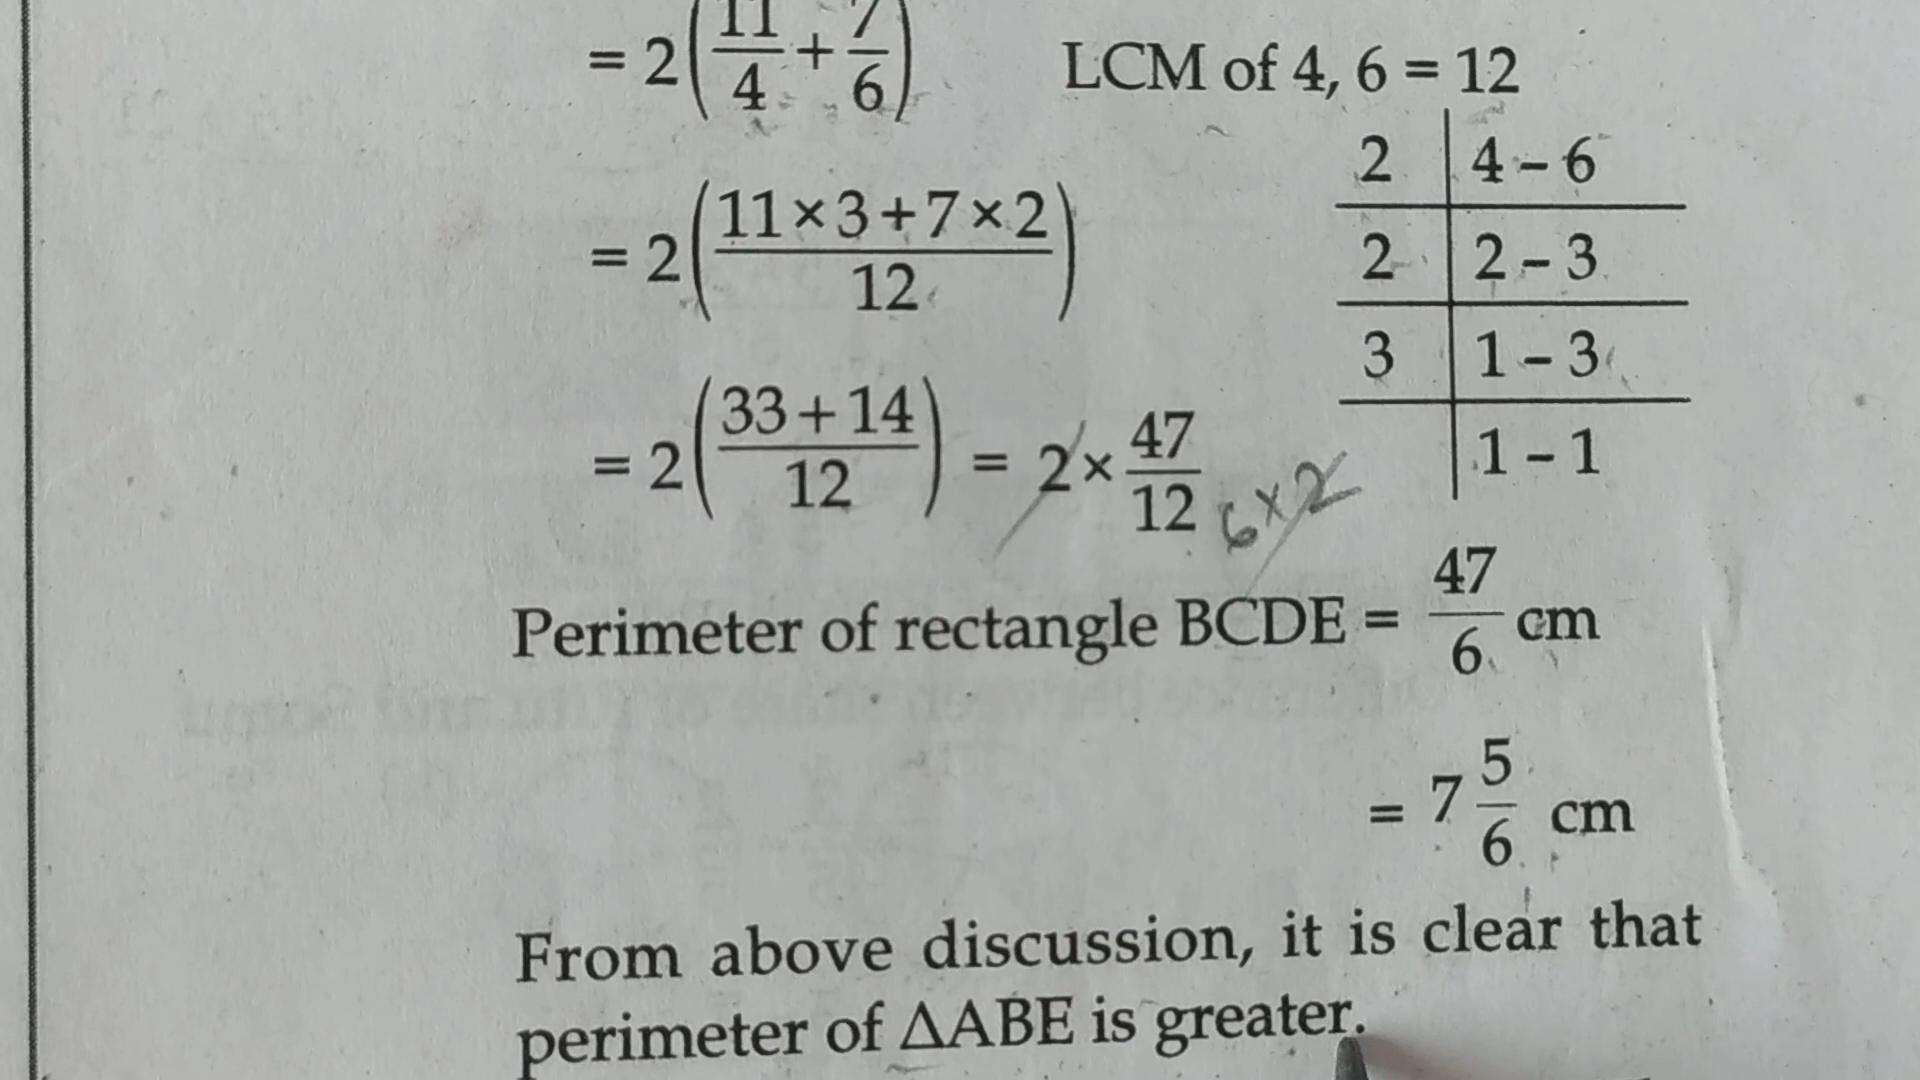 = 2(11/4 + 7/6) LCM of 4, 6 = 12
= 2(11×3+7×2/12)
= 2(33+14/12) = 2× 47/12 6×2
2 | 4 – 6
2 | 2 – 3
3 | 1 – 3
1 – 1
Perimeter of rectangle BCDE = 47/6 cm
= 7 5/6 cm
From above discussion, it is clear that
perimeter of ΔABE is greater.